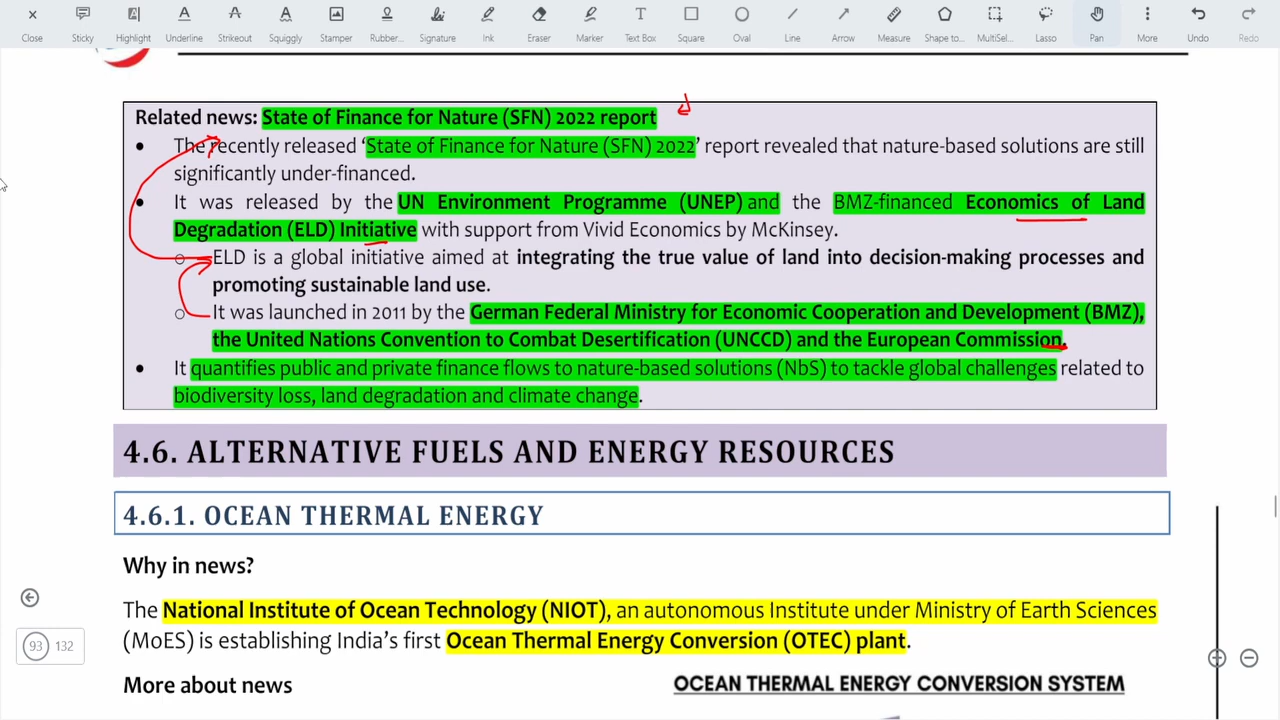 Close Sticky Highlight Underline Strikeout Squiggly Stamper Rubber... Signature Ink Eraser Marker Text Box Square Oval Line Arrow Measure Shape to... MultiSel... Lasso Pan More Undo Redo
Related news: State of Finance for Nature (SFN) 2022 report
• The recently released ‘State of Finance for Nature (SFN) 2022’ report revealed that nature-based solutions are still
significantly under-financed.
• It was released by the UN Environment Programme (UNEP) and the BMZ-financed Economics of Land
Degradation (ELD) Initiative with support from Vivid Economics by McKinsey.
o ELD is a global initiative aimed at integrating the true value of land into decision-making processes and
promoting sustainable land use.
o It was launched in 2011 by the German Federal Ministry for Economic Cooperation and Development (BMZ),
the United Nations Convention to Combat Desertification (UNCCD) and the European Commission.
• It quantifies public and private finance flows to nature-based solutions (NbS) to tackle global challenges related to
biodiversity loss, land degradation and climate change.
4.6. ALTERNATIVE FUELS AND ENERGY RESOURCES
4.6.1. OCEAN THERMAL ENERGY
Why in news?
The National Institute of Ocean Technology (NIOT), an autonomous Institute under Ministry of Earth Sciences
(MoES) is establishing India’s first Ocean Thermal Energy Conversion (OTEC) plant.
93 132
More about news
OCEAN THERMAL ENERGY CONVERSION SYSTEM